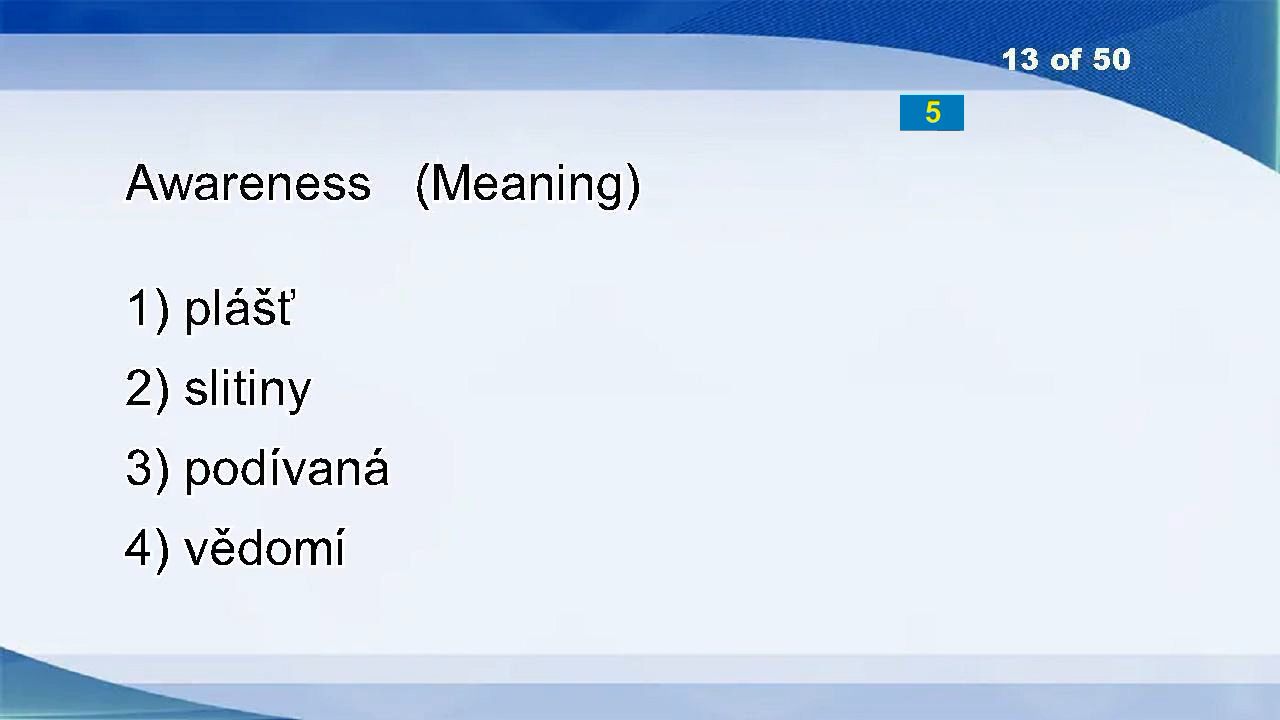 13 of 50
5
Awareness (Meaning)
1) plášť
2) slitiny
3) podívaná
4) vědomí